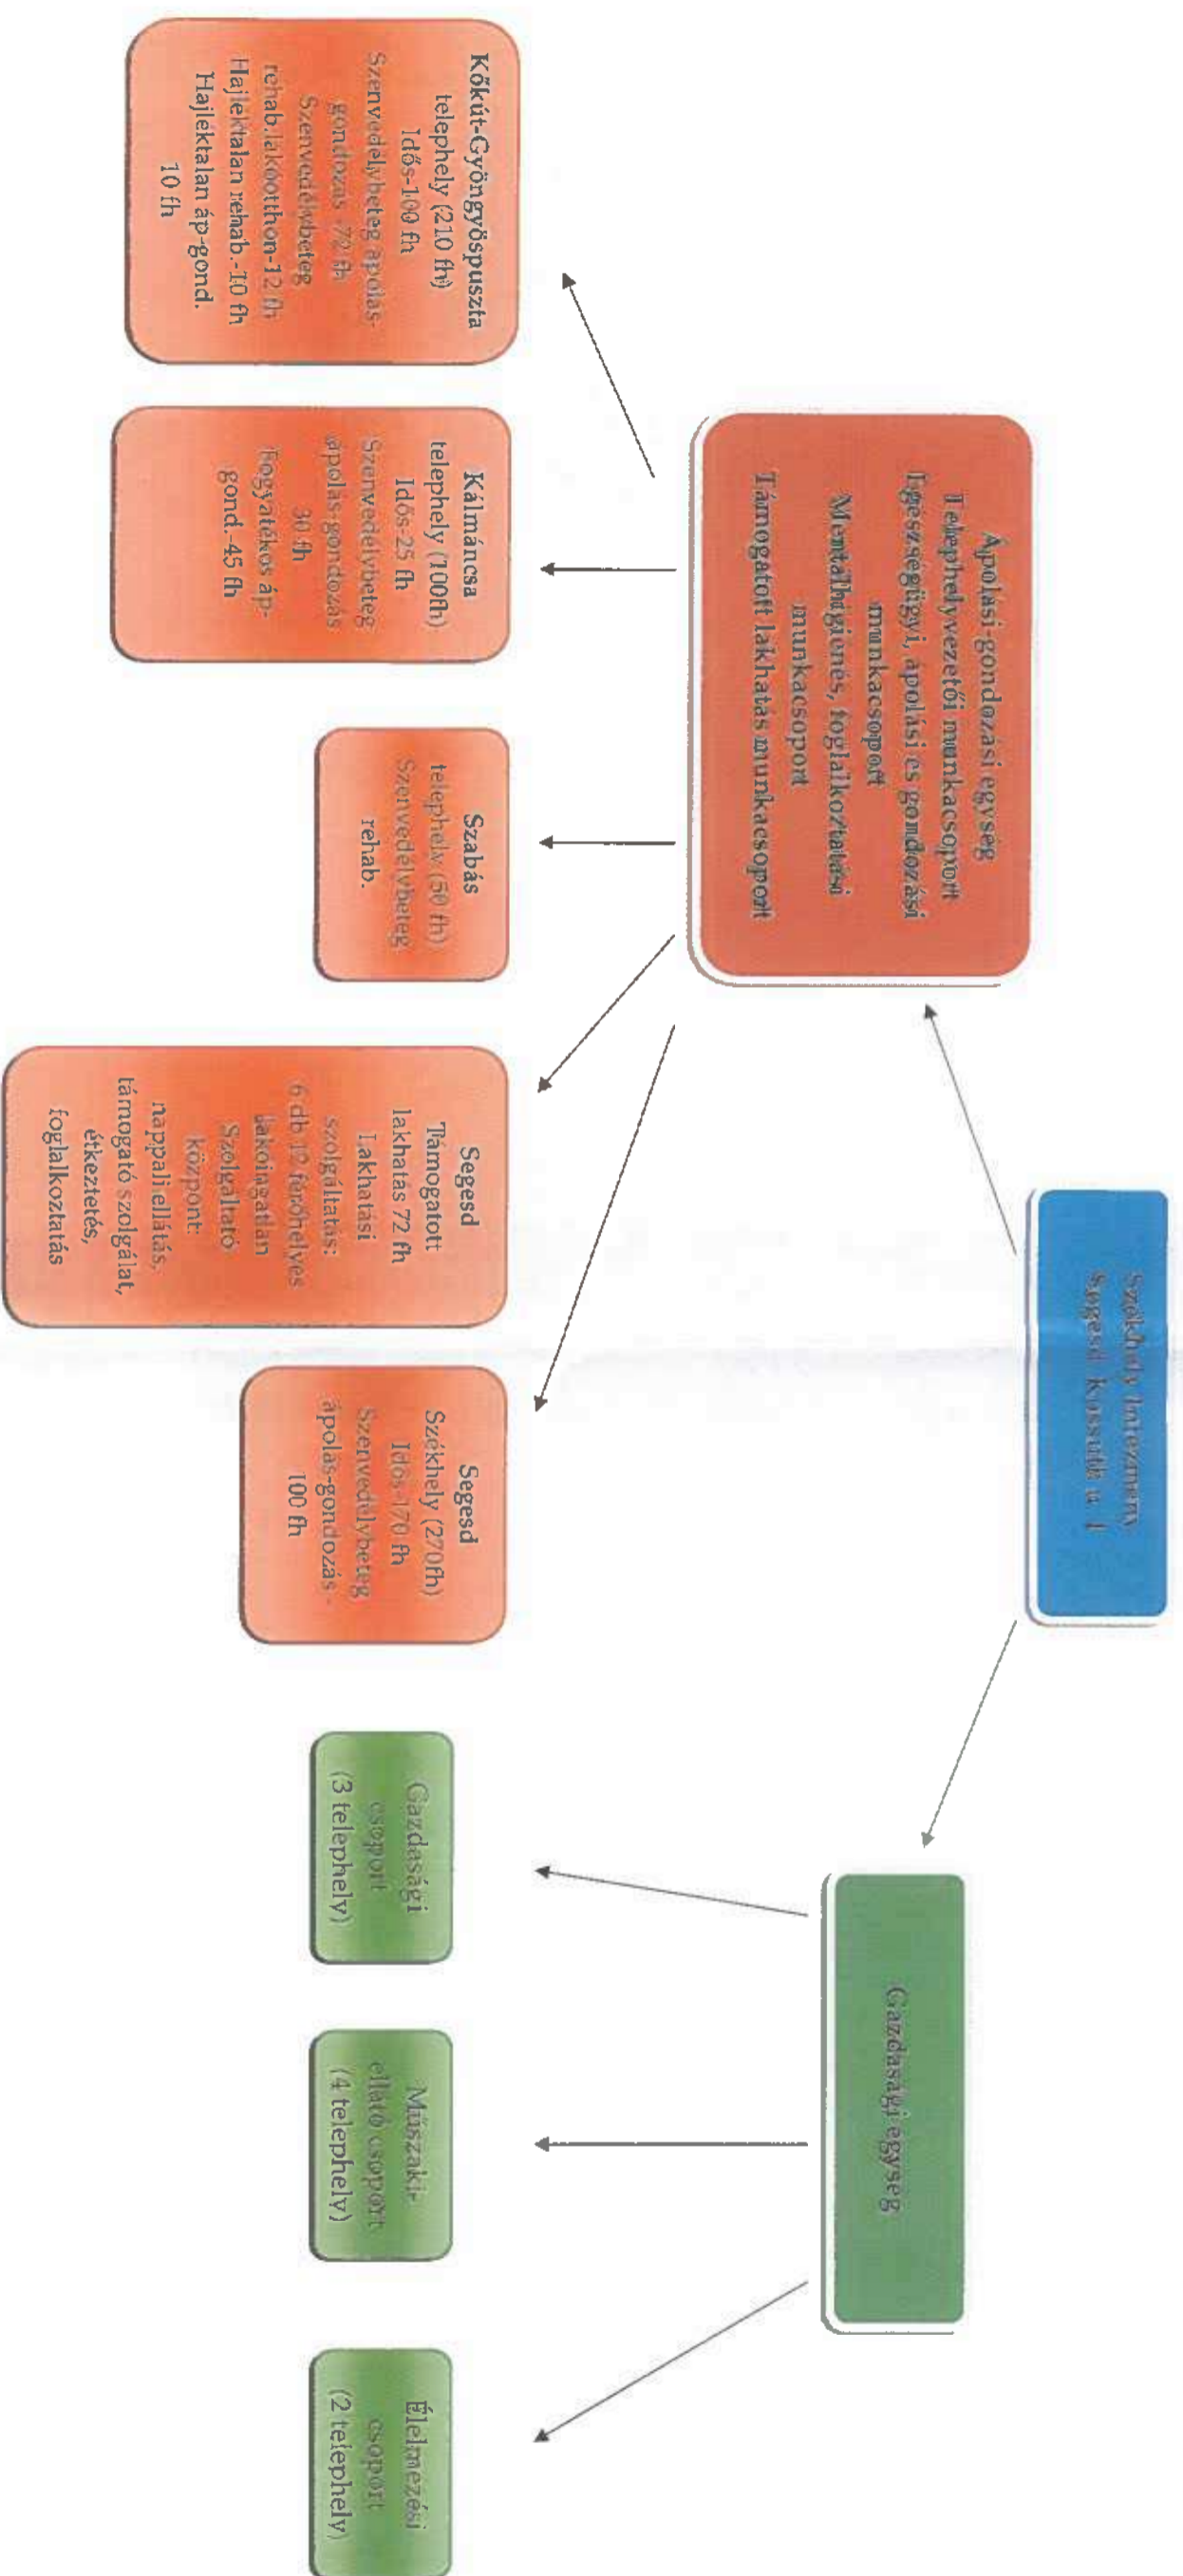 Székhely Intézmény
Segesd Kossuth u. 1
Ápolási-gondozási egység
Telephelyvezetői munkacsoport
Egészségügyi, ápolási és gondozási
munkacsoport
Mentálhigiénés, foglalkoztatási
munkacsoport
Támogatott lakhatás munkacsoport
Gazdasági egység
Kőkút-Gyöngyöspuszta
telephely (210 fh)
Idős-100 fh
Szenvedélybeteg ápolás-
gondozás -72 fh
Szenvedélybeteg
rehab.lakóotthon-12 fh
Hajléktalan rehab.-10 fh
Hajléktalan áp-gond.
10 fh
Kálmáncsa
telephely (100fh)
Idős-25 fh
Szenvedélybeteg
ápolás-gondozás
30 fh
Fogyatékos áp-
gond.-45 fh
Szabás
telephely (50 fh)
Szenvedélybeteg
rehab.
Segesd
Támogatott
lakhatás 72 fh
Lakhatási
szolgáltatás:
6 db 12 férőhelyes
lakóingatlan
Szolgáltató
központ:
nappali ellátás,
támogató szolgálat,
étkeztetés,
foglalkoztatás
Segesd
Székhely (270fh)
Idős-170 fh
Szenvedélybeteg
ápolás-gondozás -
100 fh
Gazdasági
csoport
(3 telephely)
Műszaki-
ellátó csoport
(4 telephely)
Élelmezési
csoport
(2 telephely)